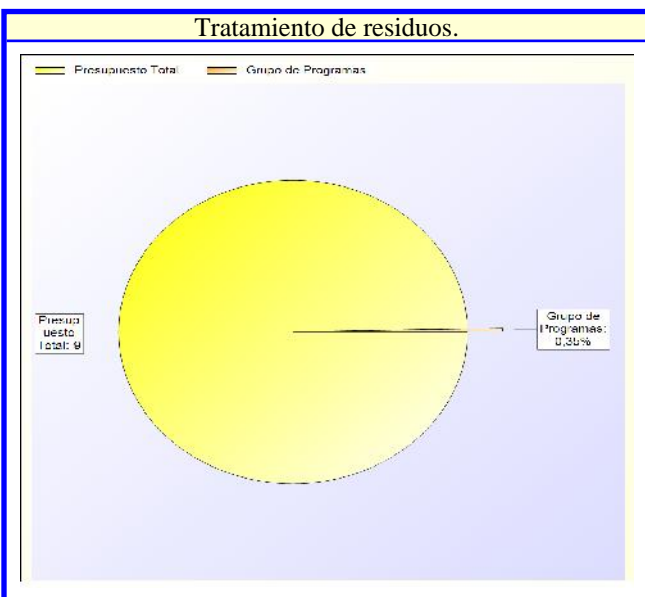 Tratamiento de residuos.
Presupuesto Total Grupo de Programas
Presup
uesto
Total: 9
Grupo de
Programas:
0,35%